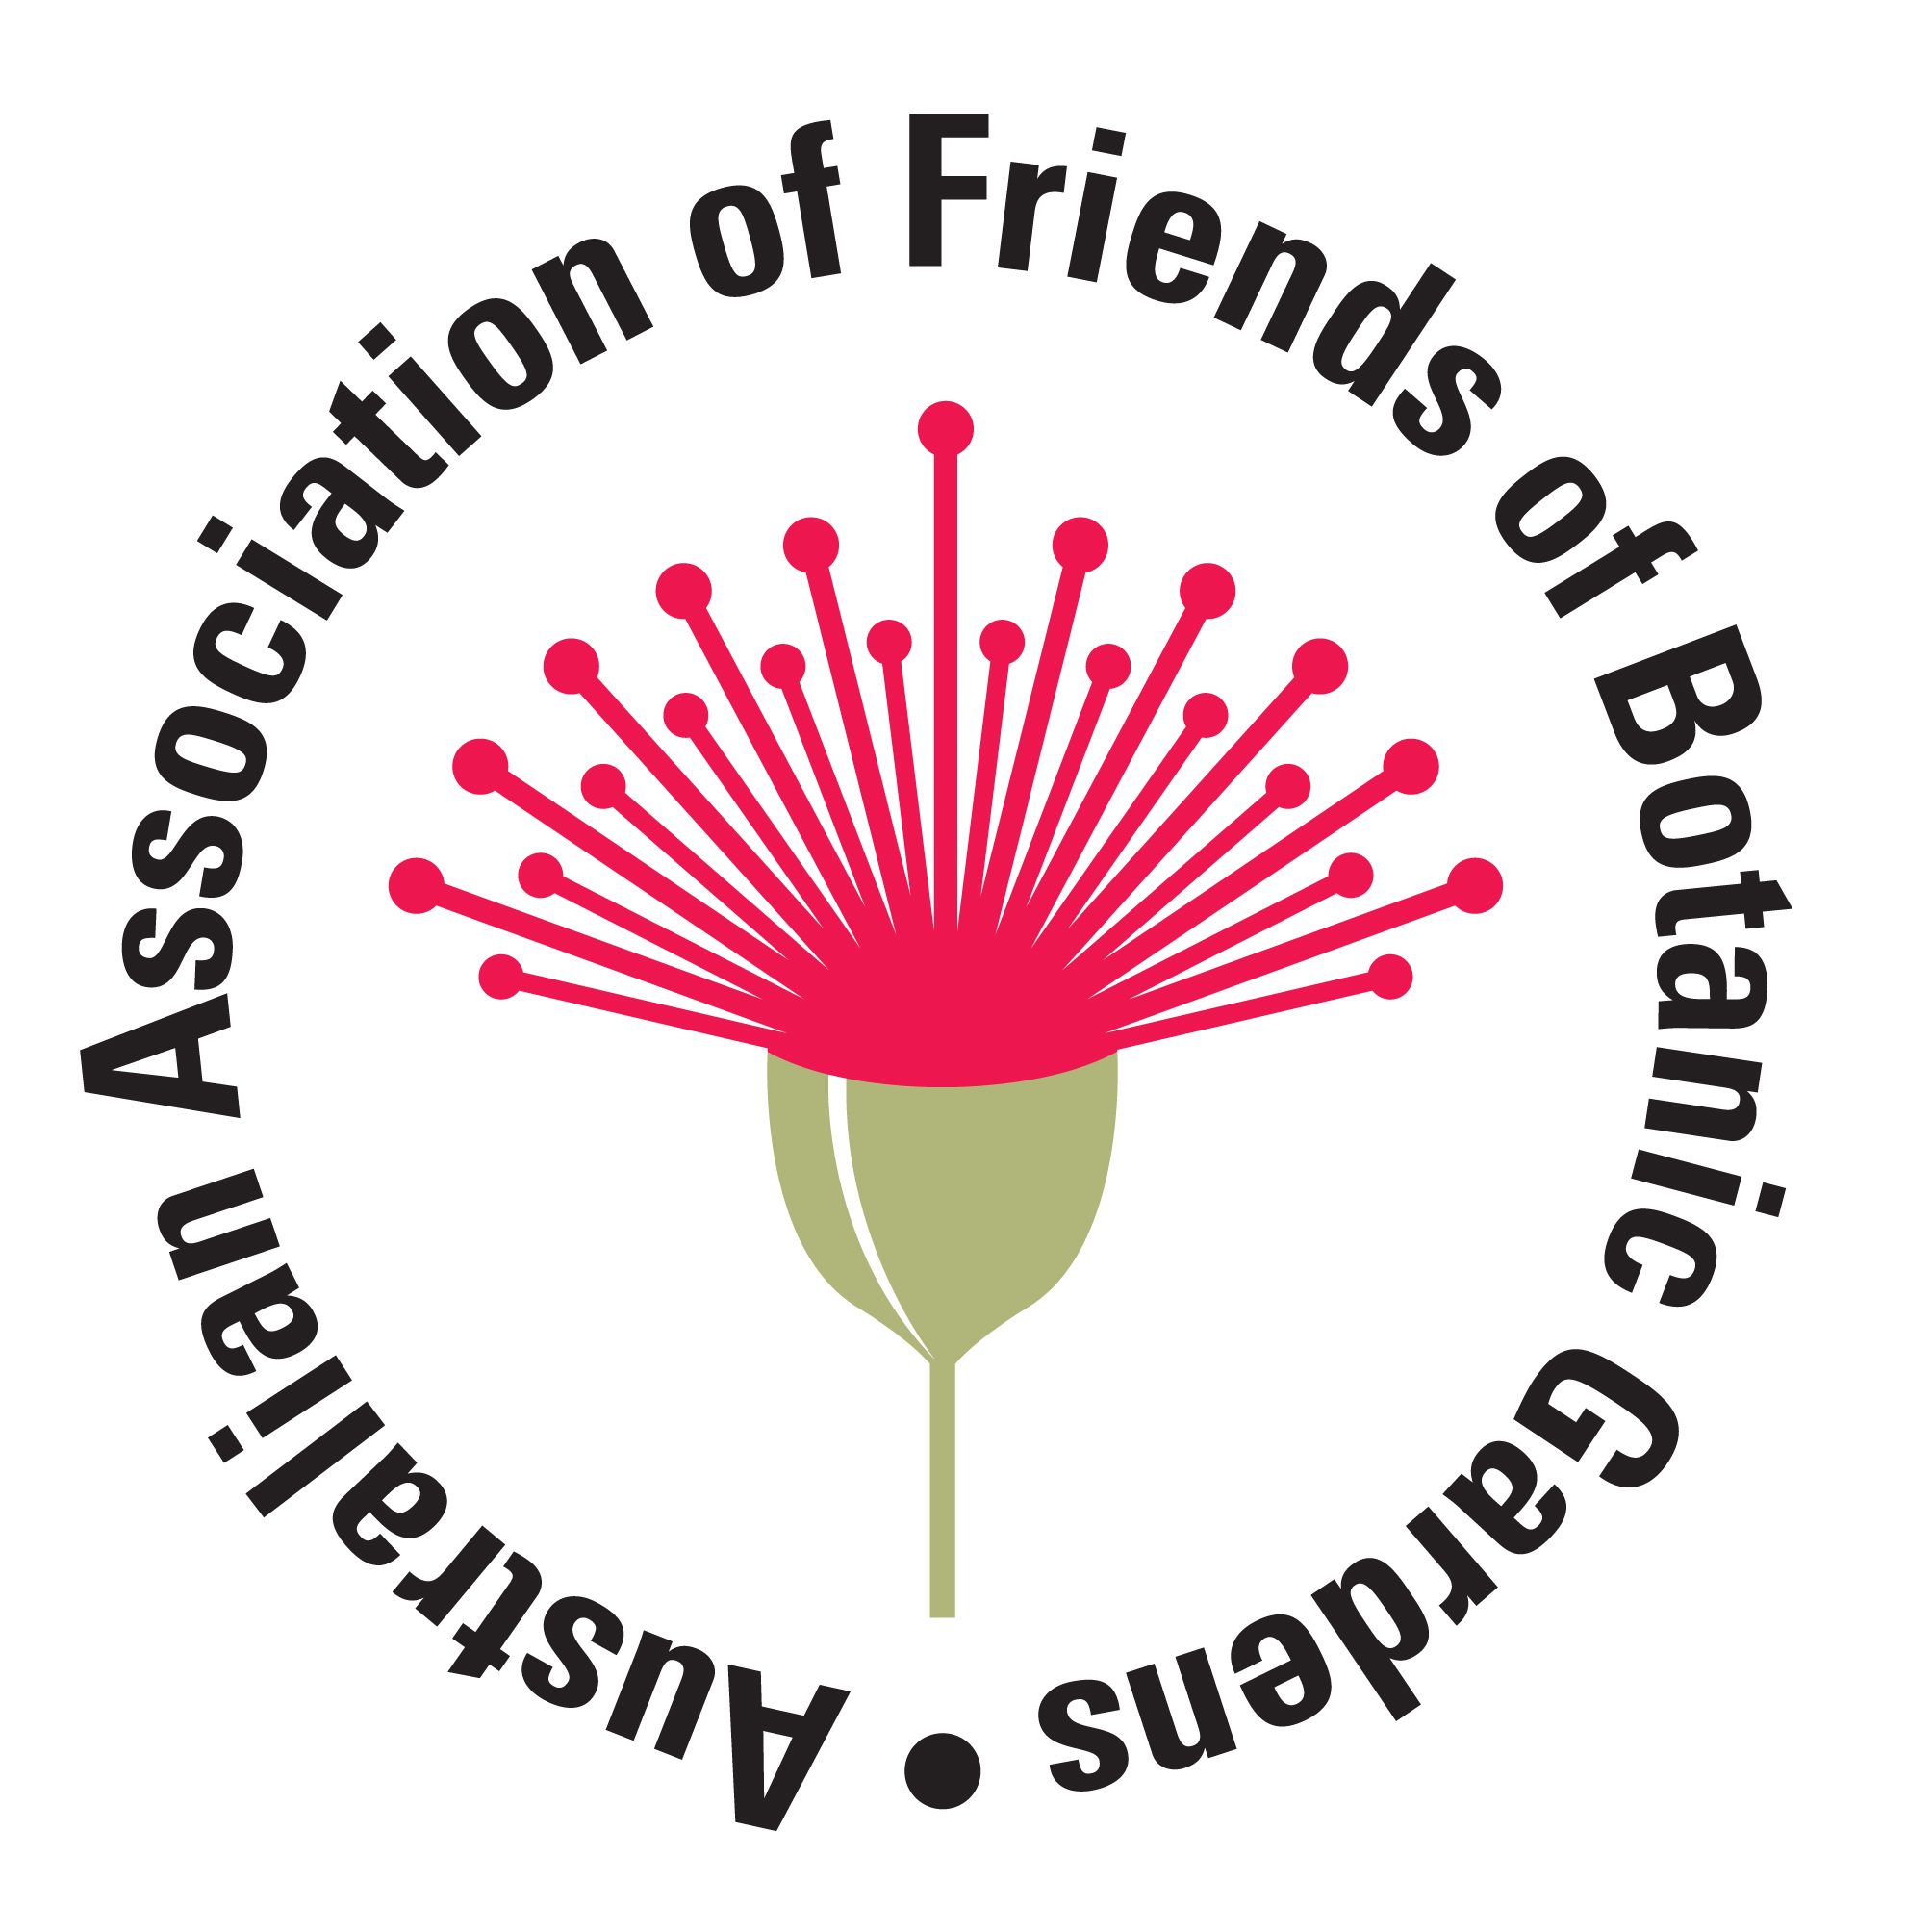 Australian Association of Friends of Botanic Gardens •